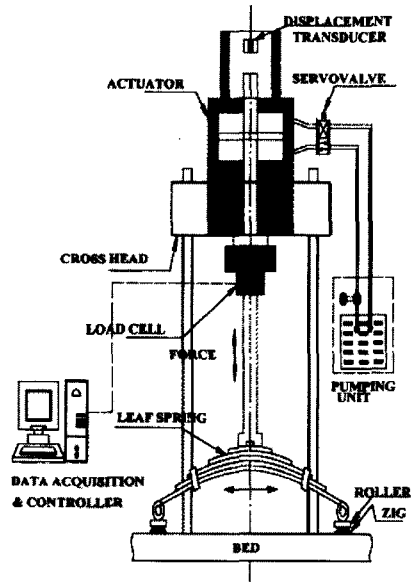 DISPLACEMENT
TRANSDUCER
ACTUATOR
SERVOVALVE
CROSS HEAD
LOAD CELL
FORCE
PUMPING
UNIT
LEAF SPRING
DATA ACQUISITION
& CONTROLLER
ROLLER
ZIG
BED